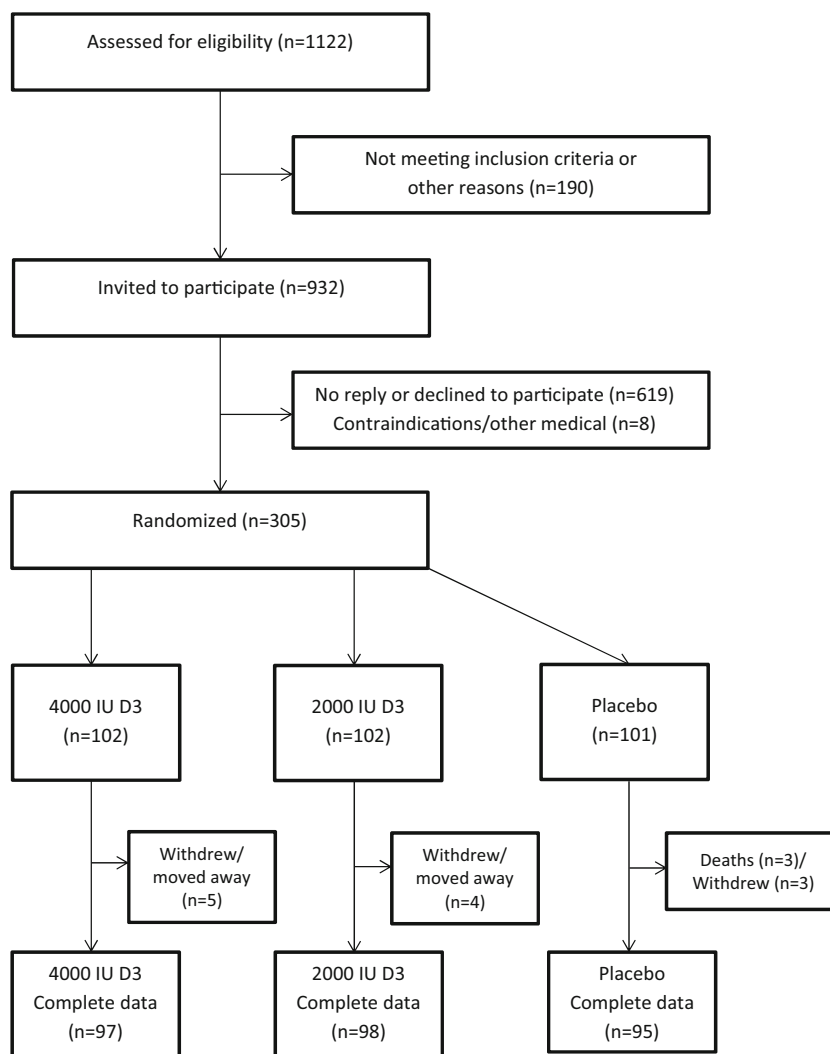 Assessed for eligibility (n=1122)
Not meeting inclusion criteria or
other reasons (n=190)
Invited to participate (n=932)
No reply or declined to participate (n=619)
Contraindications/other medical (n=8)
Randomized (n=305)
4000 IU D3
(n=102)
2000 IU D3
(n=102)
Placebo
(n=101)
Withdrew/
moved away
(n=5)
Withdrew/
moved away
(n=4)
Deaths (n=3)/
Withdrew (n=3)
4000 IU D3
Complete data
(n=97)
2000 IU D3
Complete data
(n=98)
Placebo
Complete data
(n=95)